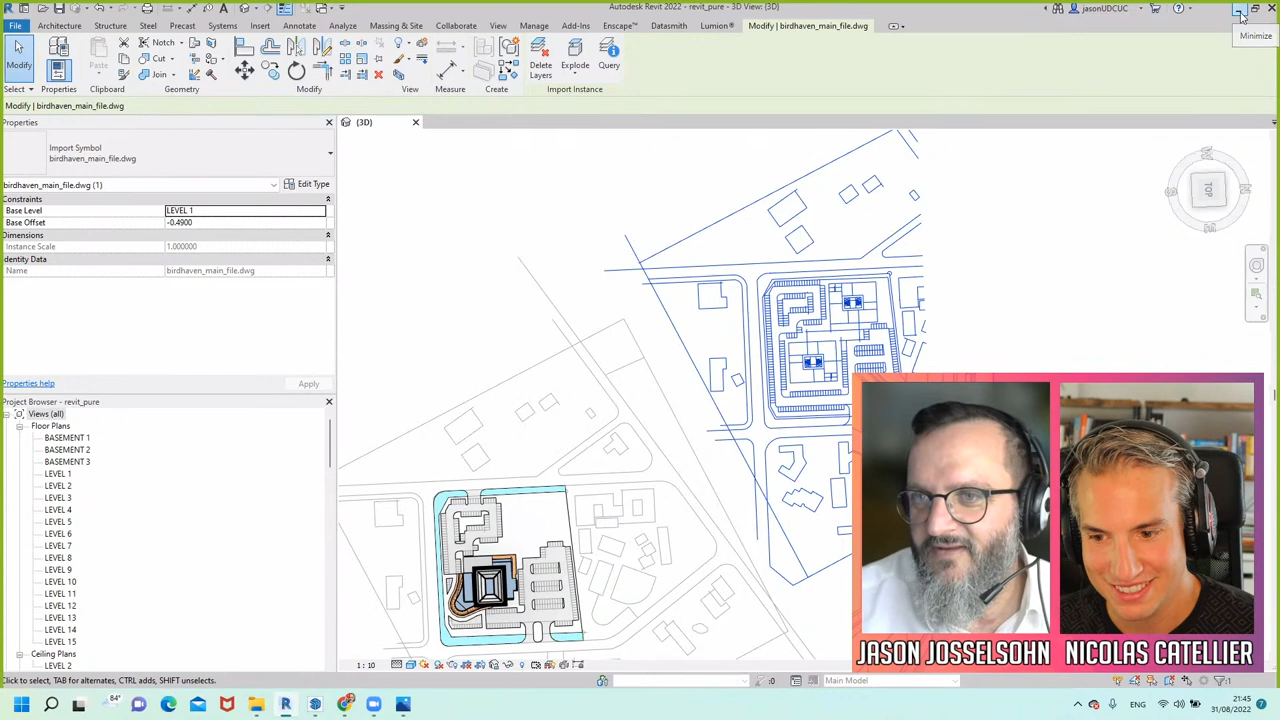 Autodesk Revit 2022 - revit_pure - 3D View: {3D}
jasonUDCUC
Minimize
File Architecture Structure Steel Precast Systems Insert Annotate Analyze Massing & Site Collaborate View Manage Add-Ins Enscape™ Datasmith Lumion® Modify | birdhaven_main_file.dwg
Modify Paste Notch Cut Join Delete Layers Explode Query
Select Properties Clipboard Geometry Modify View Measure Create Import Instance
Modify | birdhaven_main_file.dwg
Properties
{3D}
Import Symbol
birdhaven_main_file.dwg
birdhaven_main_file.dwg (1)
Edit Type
Constraints
Base Level LEVEL 1
Base Offset -0.4900
Dimensions
Instance Scale 1.000000
Identity Data
Name birdhaven_main_file.dwg
Properties help
Apply
Project Browser - revit_pure
Views (all)
Floor Plans
BASEMENT 1
BASEMENT 2
BASEMENT 3
LEVEL 1
LEVEL 2
LEVEL 3
LEVEL 4
LEVEL 5
LEVEL 6
LEVEL 7
LEVEL 8
LEVEL 9
LEVEL 10
LEVEL 11
LEVEL 12
LEVEL 13
LEVEL 14
LEVEL 15
Ceiling Plans
LEVEL 2
TOP
W
N
JASON JOSSELSOHN
NICOLAS CATELLIER
1 : 10
Click to select, TAB for alternates, CTRL adds, SHIFT unselects.
:0
Main Model
:1
84°
21:45
31/08/2022